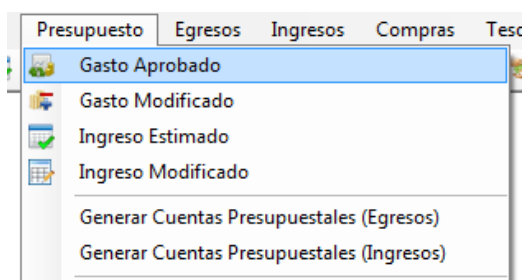 Presupuesto Egresos Ingresos Compras
Gasto Aprobado
Gasto Modificado
Ingreso Estimado
Ingreso Modificado
Generar Cuentas Presupuestales (Egresos)
Generar Cuentas Presupuestales (Ingresos)